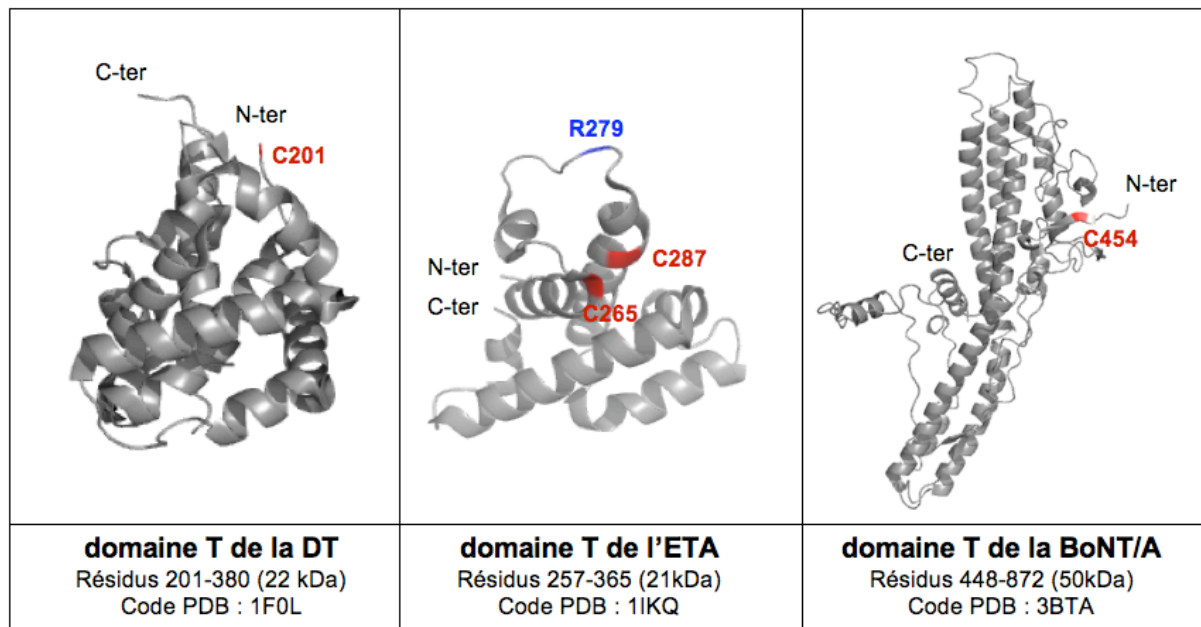 C-ter
N-ter
C201
R279
N-ter
C-ter
C287
C265
N-ter
C454
C-ter
domaine T de la DT
Résidus 201-380 (22 kDa)
Code PDB : 1F0L
domaine T de l’ETA
Résidus 257-365 (21kDa)
Code PDB : 1IKQ
domaine T de la BoNT/A
Résidus 448-872 (50kDa)
Code PDB : 3BTA